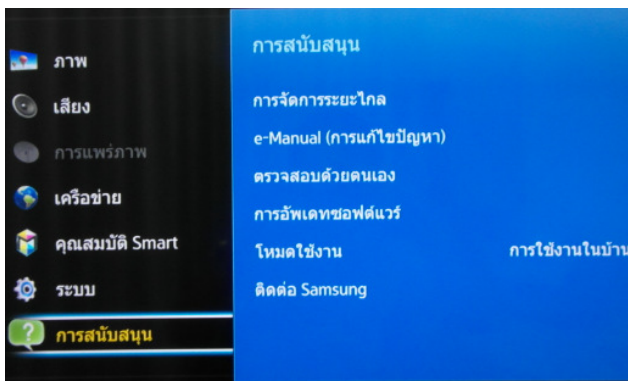 ภาพ
เสียง
การแพร่ภาพ
เครือข่าย
คุณสมบัติ Smart
ระบบ
การสนับสนุน
การสนับสนุน
การจัดการระยะไกล
e-Manual (การแก้ไขปัญหา)
ตรวจสอบด้วยตนเอง
การอัพเดทซอฟต์แวร์
โหมดใช้งาน การใช้งานในบ้าน
ติดต่อ Samsung